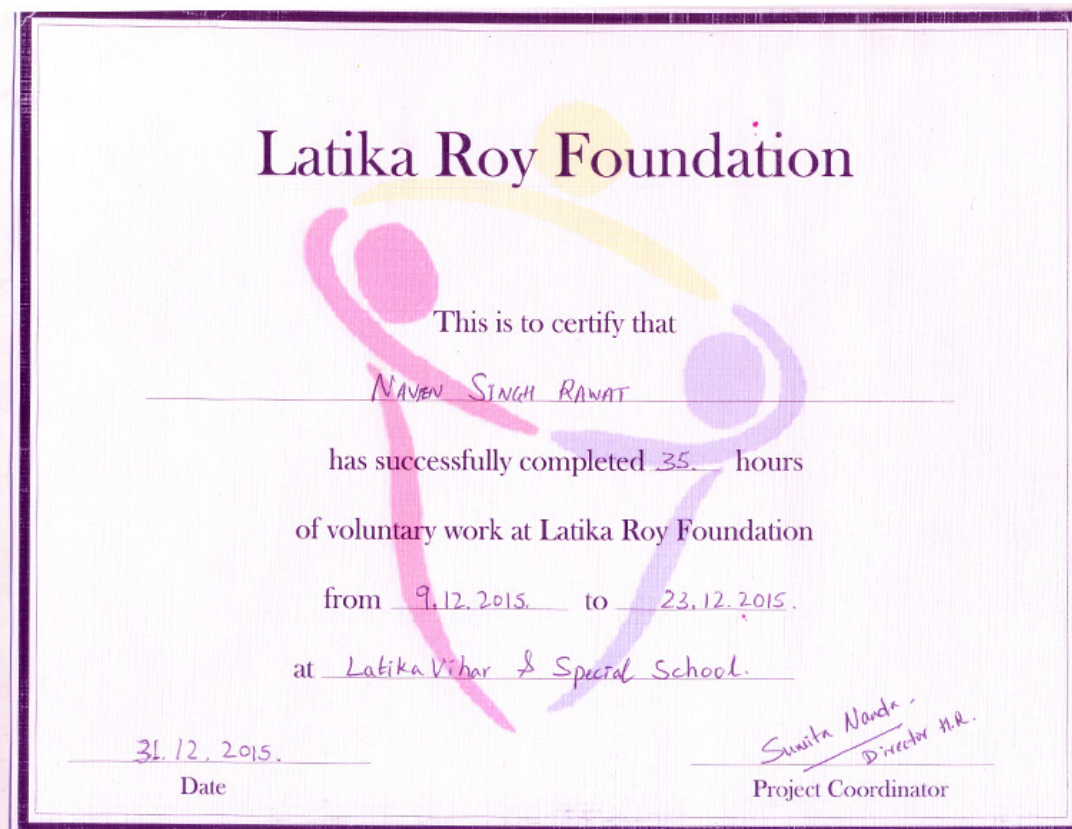 Latika Roy Foundation
This is to certify that
NAVEEN SINGH RAWAT
has successfully completed 35. hours
of voluntary work at Latika Roy Foundation
from 9.12.2015. to 23.12.2015.
at Latika Vihar & Special School.
31.12.2015.
Date
Sunita Nanda.
Director H.R.
Project Coordinator